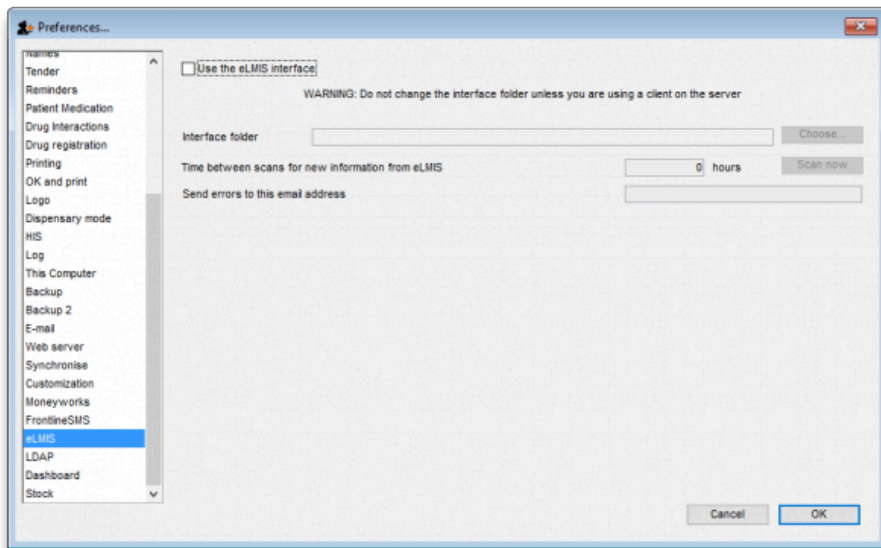 Preferences...
Names
Tender
Reminders
Patient Medication
Drug Interactions
Drug registration
Printing
OK and print
Logo
Dispensary mode
HIS
Log
This Computer
Backup
Backup 2
E-mail
Web server
Synchronise
Customization
Moneyworks
FrontlineSMS
eLMIS
LDAP
Dashboard
Stock
Use the eLMIS interface
WARNING: Do not change the interface folder unless you are using a client on the server
Interface folder Choose...
Time between scans for new information from eLMIS 0 hours Scan now
Send errors to this email address
Cancel OK